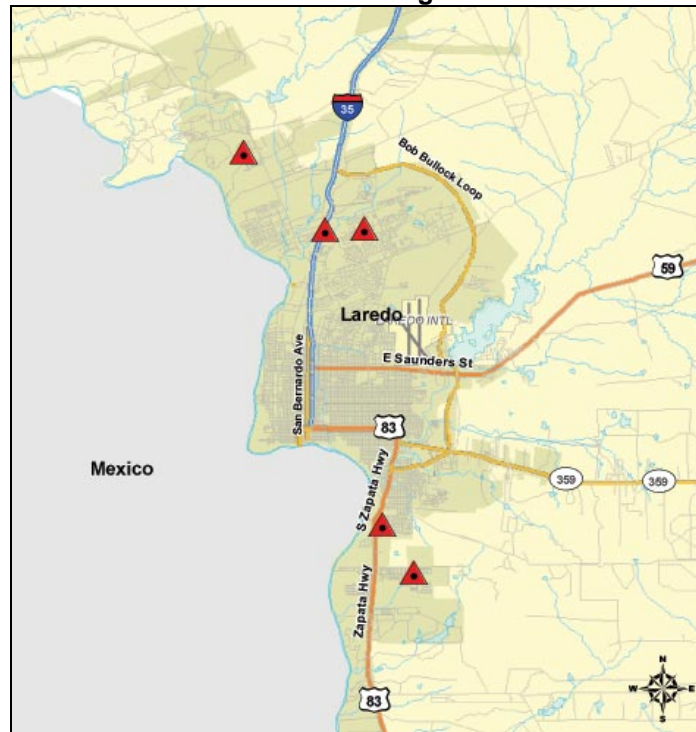 35
Bob Bullock Loop
59
Laredo
LAREDO INTL
E Saunders St
San Bernardo Ave
83
Mexico
S Zapata Hwy
359
359
Zapata Hwy
83
N
W
E
S